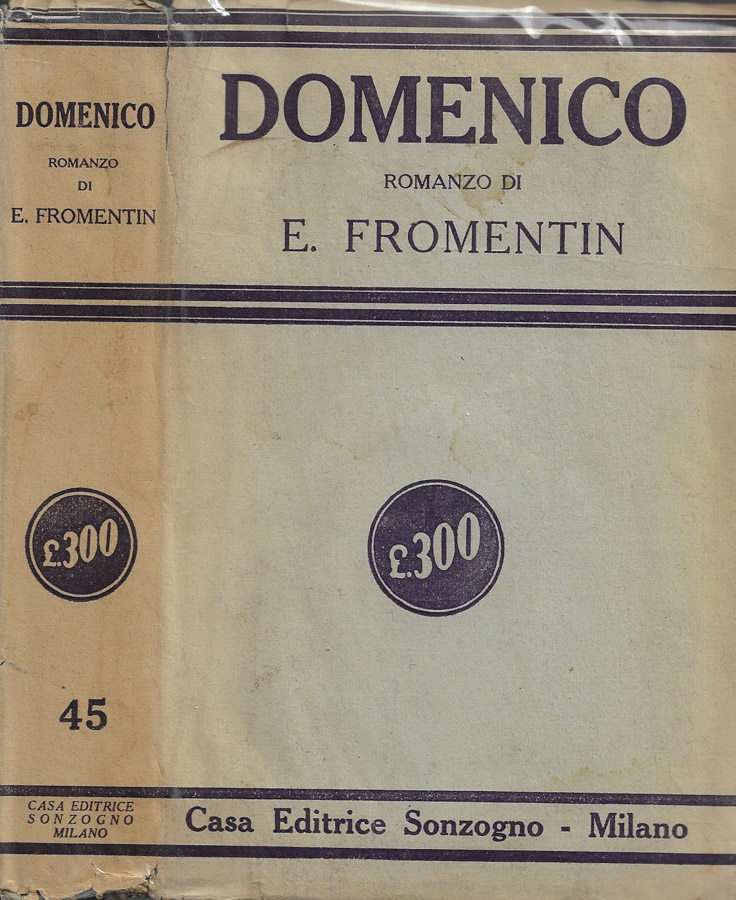 DOMENICO
ROMANZO
DI
E. FROMENTIN
£.300
45
CASA EDITRICE
SONZOGNO
MILANO
DOMENICO
ROMANZO DI
E. FROMENTIN
£.300
Casa Editrice Sonzogno - Milano